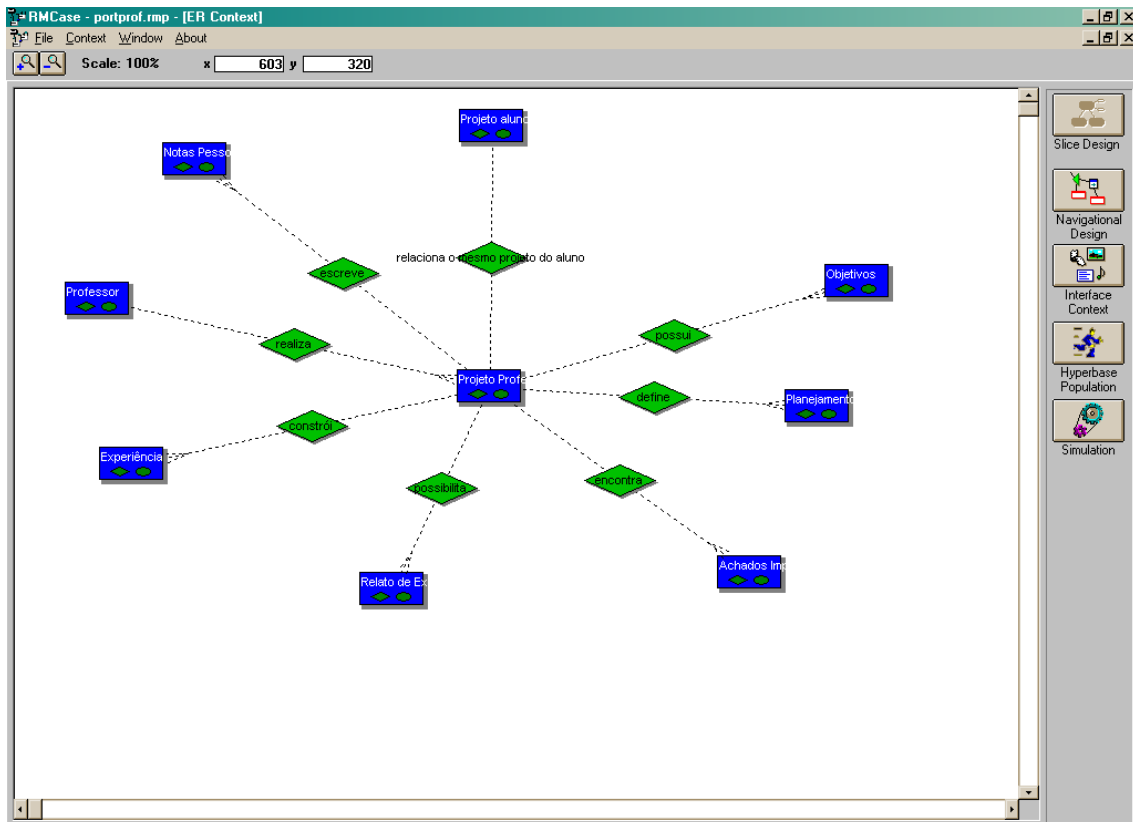 RMCase - portprof.rmp - [ER Context]
File Context Window About
Scale: 100% x 603 y 320
Projeto aluno
Notas Pesso
relaciona o mesmo projeto do aluno
escreve
Objetivos
Professor
possui
realiza
Projeto Profe
define
Planejamento
constrói
Experiência
encontra
possibilita
Achados Imp
Relato de Ex
Slice Design
Navigational
Design
Interface
Context
Hyperbase
Population
Simulation